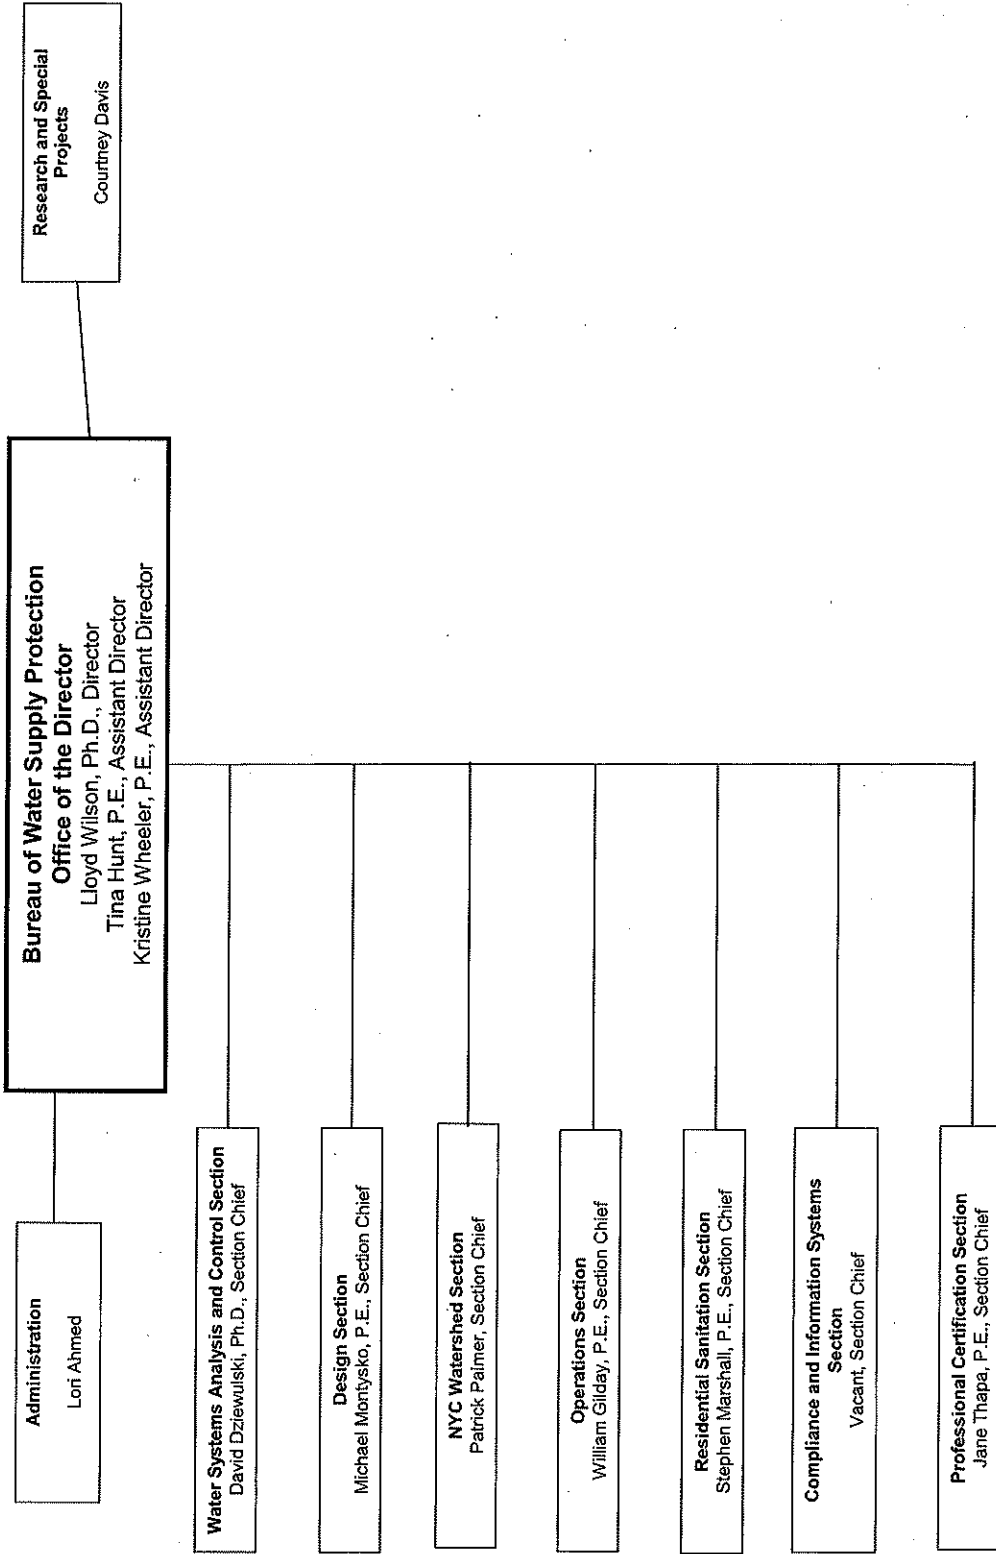 Bureau of Water Supply Protection
Office of the Director
Lloyd Wilson, Ph.D., Director
Tina Hunt, P.E., Assistant Director
Kristine Wheeler, P.E., Assistant Director
Administration
Lori Ahmed
Research and Special
Projects
Courtney Davis
Water Systems Analysis and Control Section
David Dziewulski, Ph.D., Section Chief
Design Section
Michael Montysko, P.E., Section Chief
NYC Watershed Section
Patrick Palmer, Section Chief
Operations Section
William Gilday, P.E., Section Chief
Residential Sanitation Section
Stephen Marshall, P.E., Section Chief
Compliance and Information Systems
Section
Vacant, Section Chief
Professional Certification Section
Jane Thapa, P.E., Section Chief